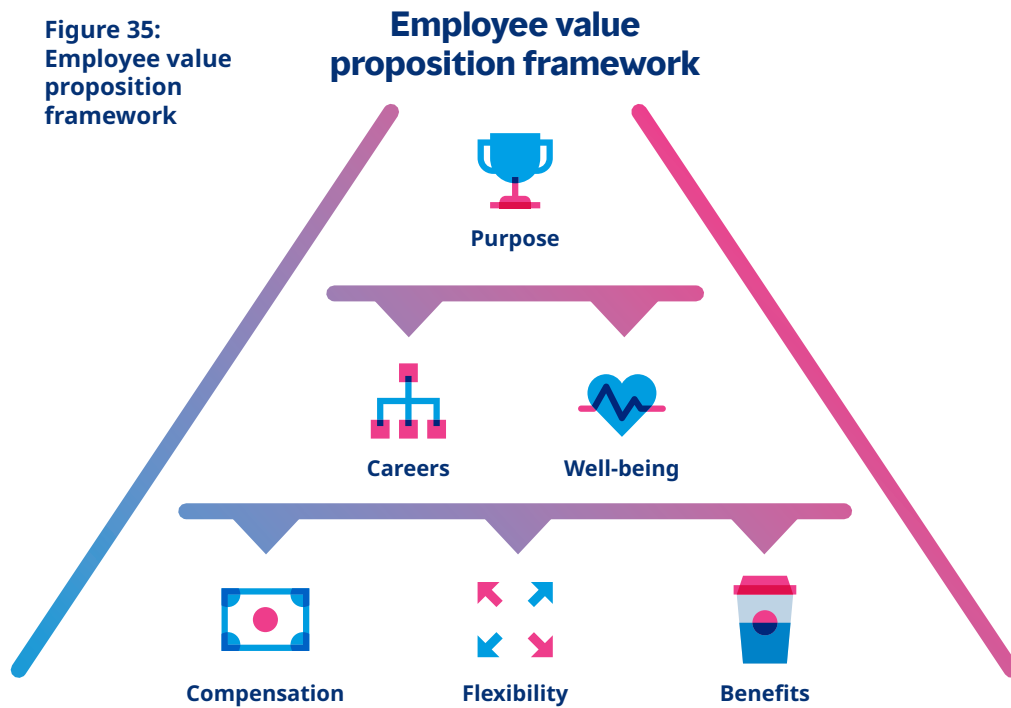 Figure 35:
Employee value
proposition
framework
Employee value
proposition framework
Purpose
Careers
Well-being
Compensation
Flexibility
Benefits